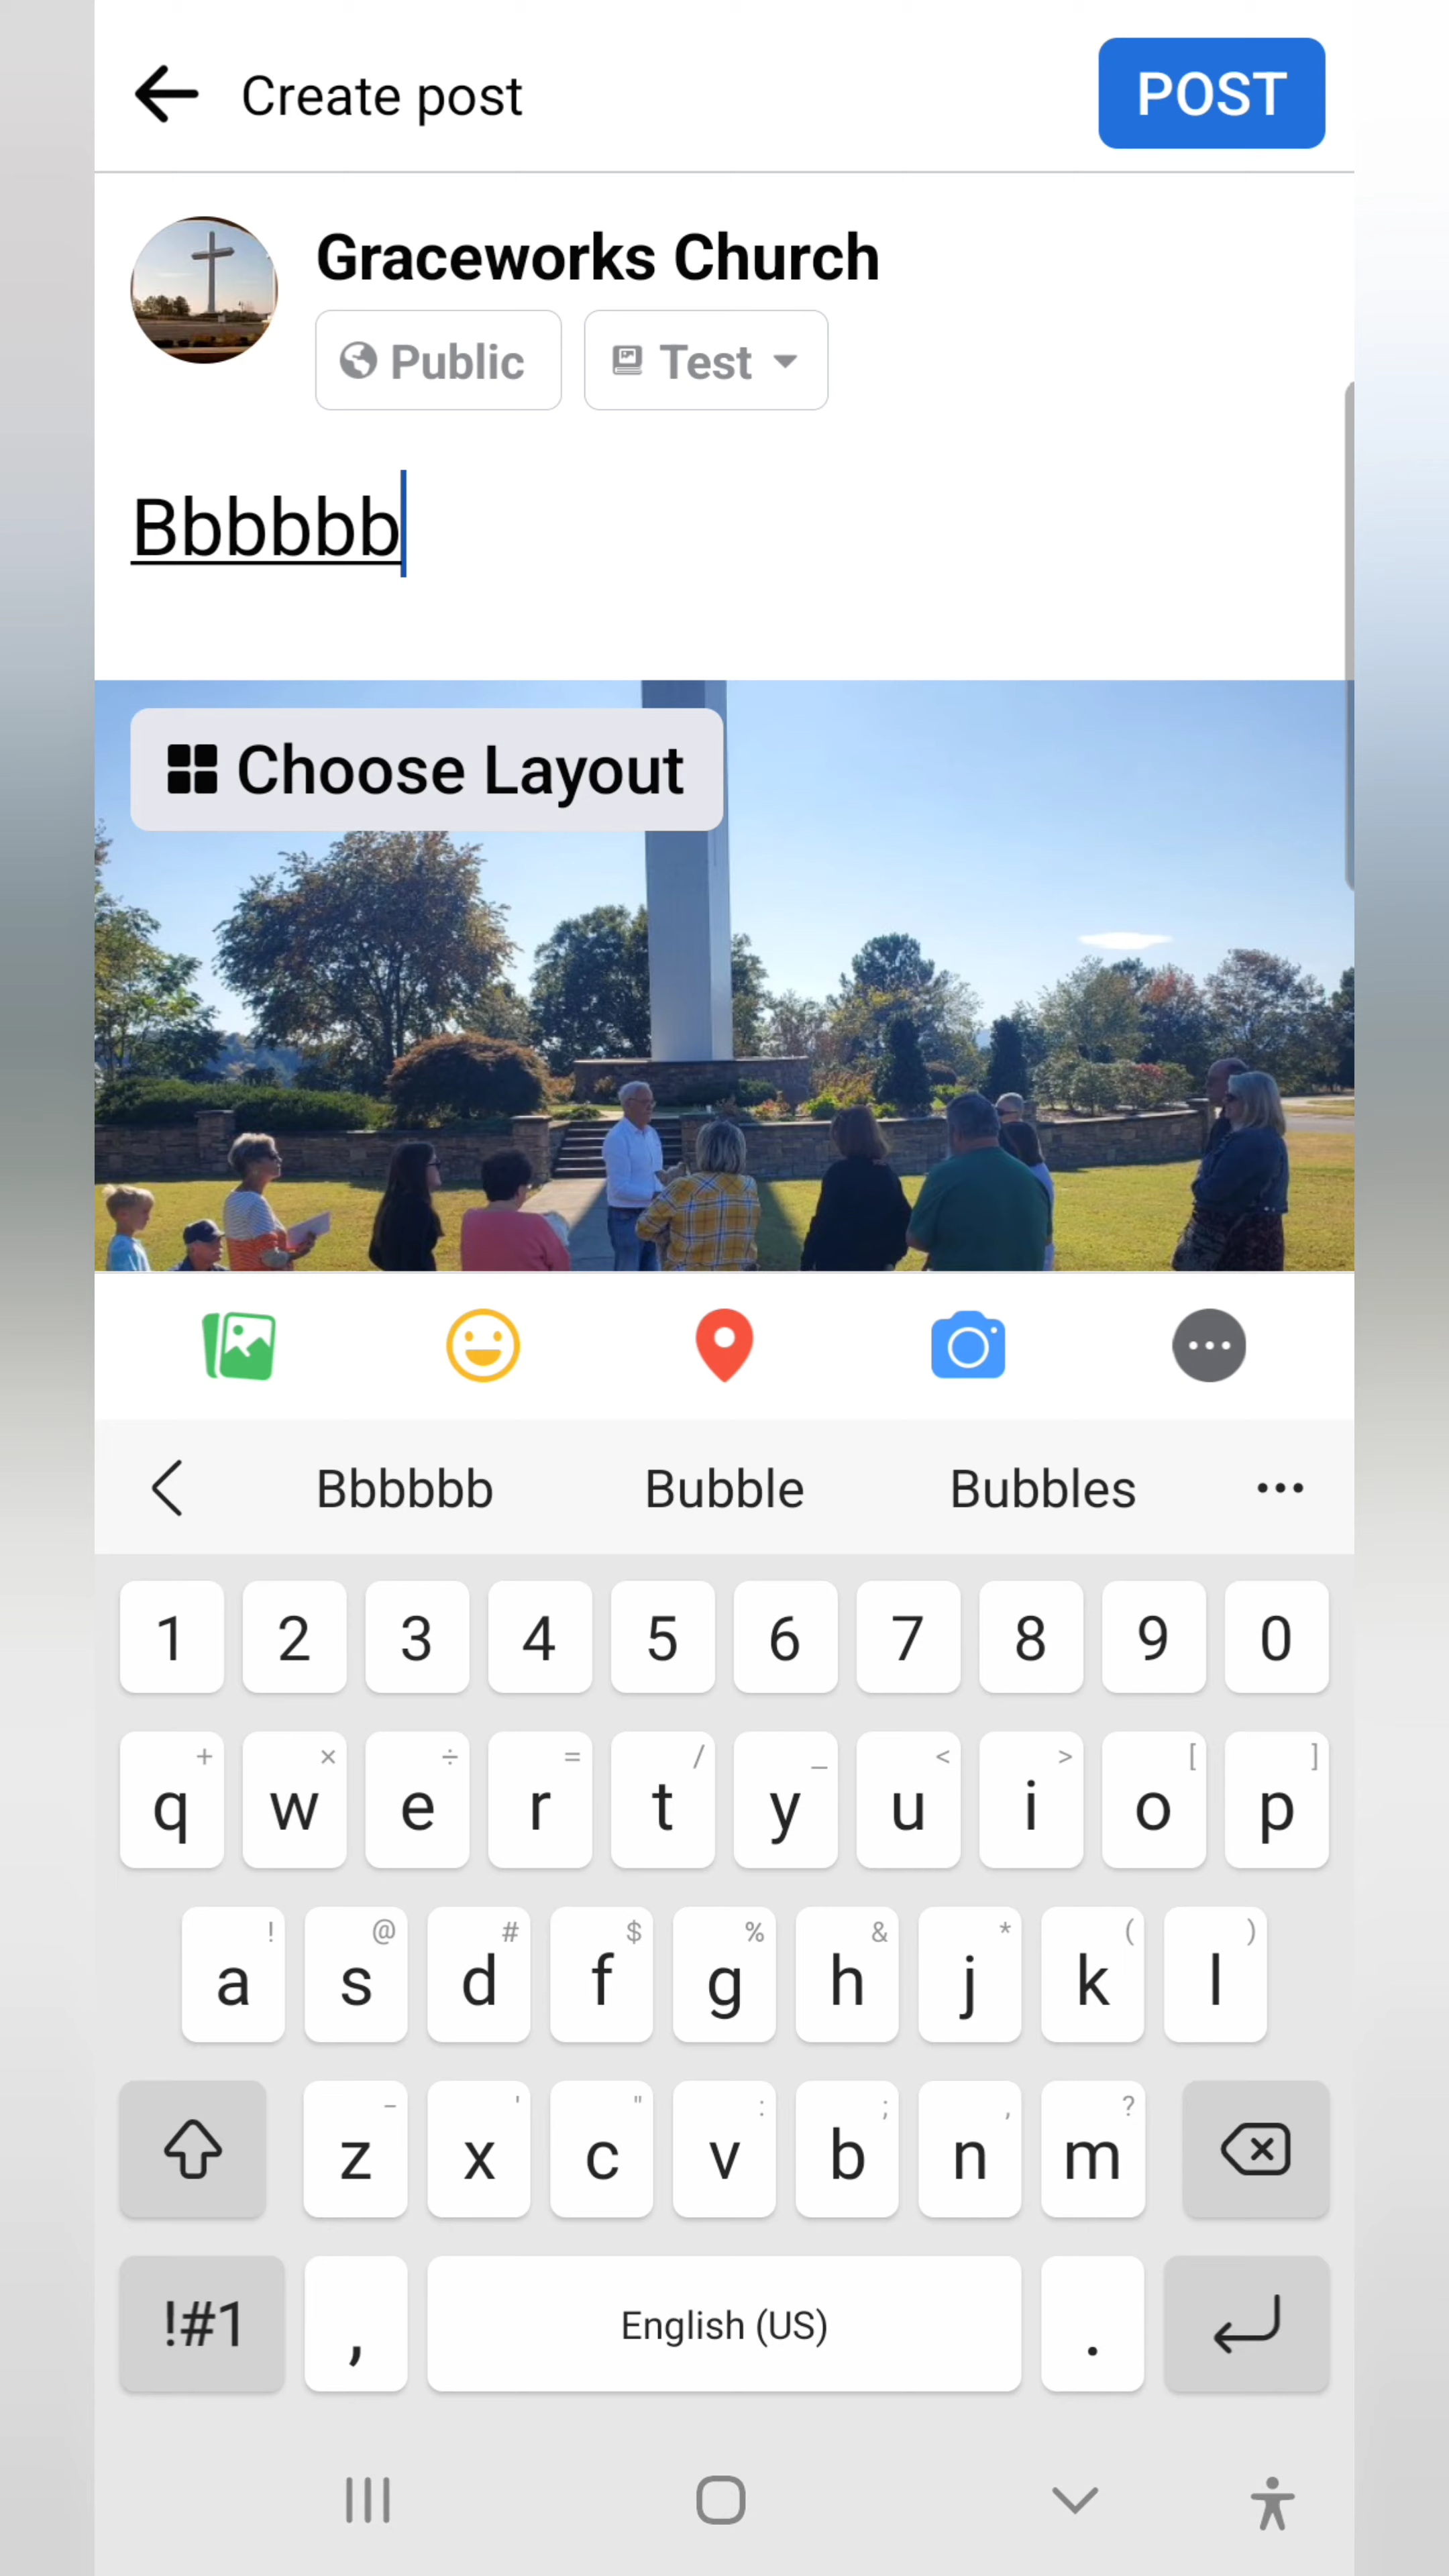 Create post
POST
Graceworks Church
Public
Test
Bbbbbb
Choose Layout
Bbbbbb Bubble Bubbles
1 2 3 4 5 6 7 8 9 0
+ × ÷ = / _ < > [ ]
q w e r t y u i o p
! @ # $ % & * ( )
a s d f g h j k l
- ' " : ; , ?
z x c v b n m
!#1 , English (US) .